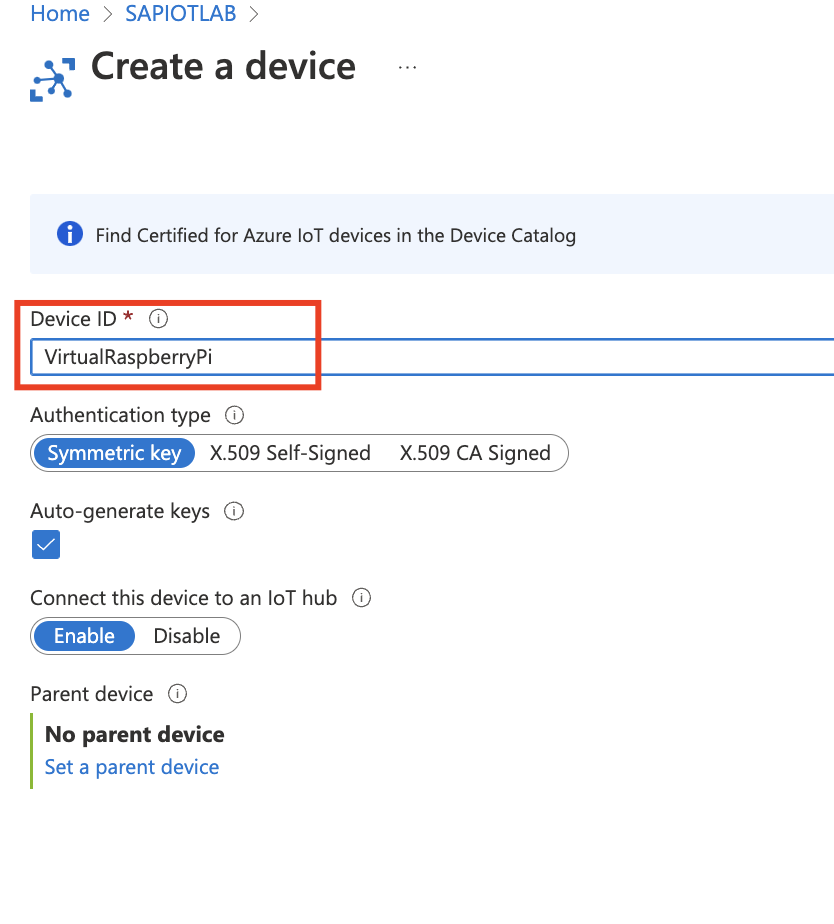 Home > SAPIOTLAB >
Create a device ...
Find Certified for Azure IoT devices in the Device Catalog
Device ID *
VirtualRaspberryPi
Authentication type
Symmetric key X.509 Self-Signed X.509 CA Signed
Auto-generate keys
Connect this device to an IoT hub
Enable Disable
Parent device
No parent device
Set a parent device